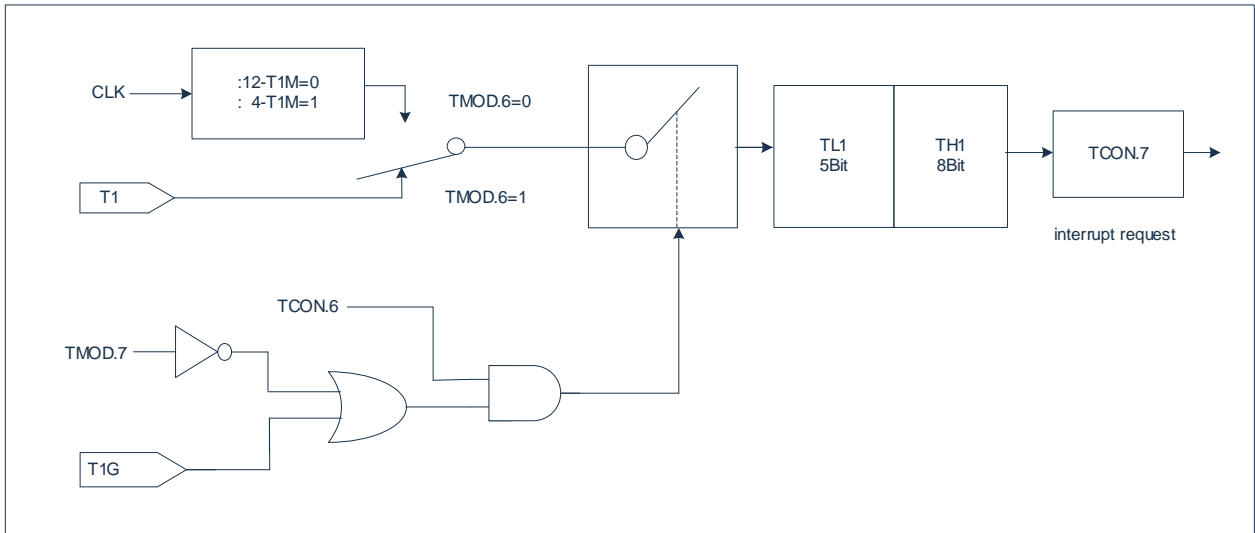 :12-T1M=0
: 4-T1M=1
CLK
TMOD.6=0
T1
TMOD.6=1
TL1
5Bit
TH1
8Bit
TCON.7
interrupt request
TCON.6
TMOD.7
T1G